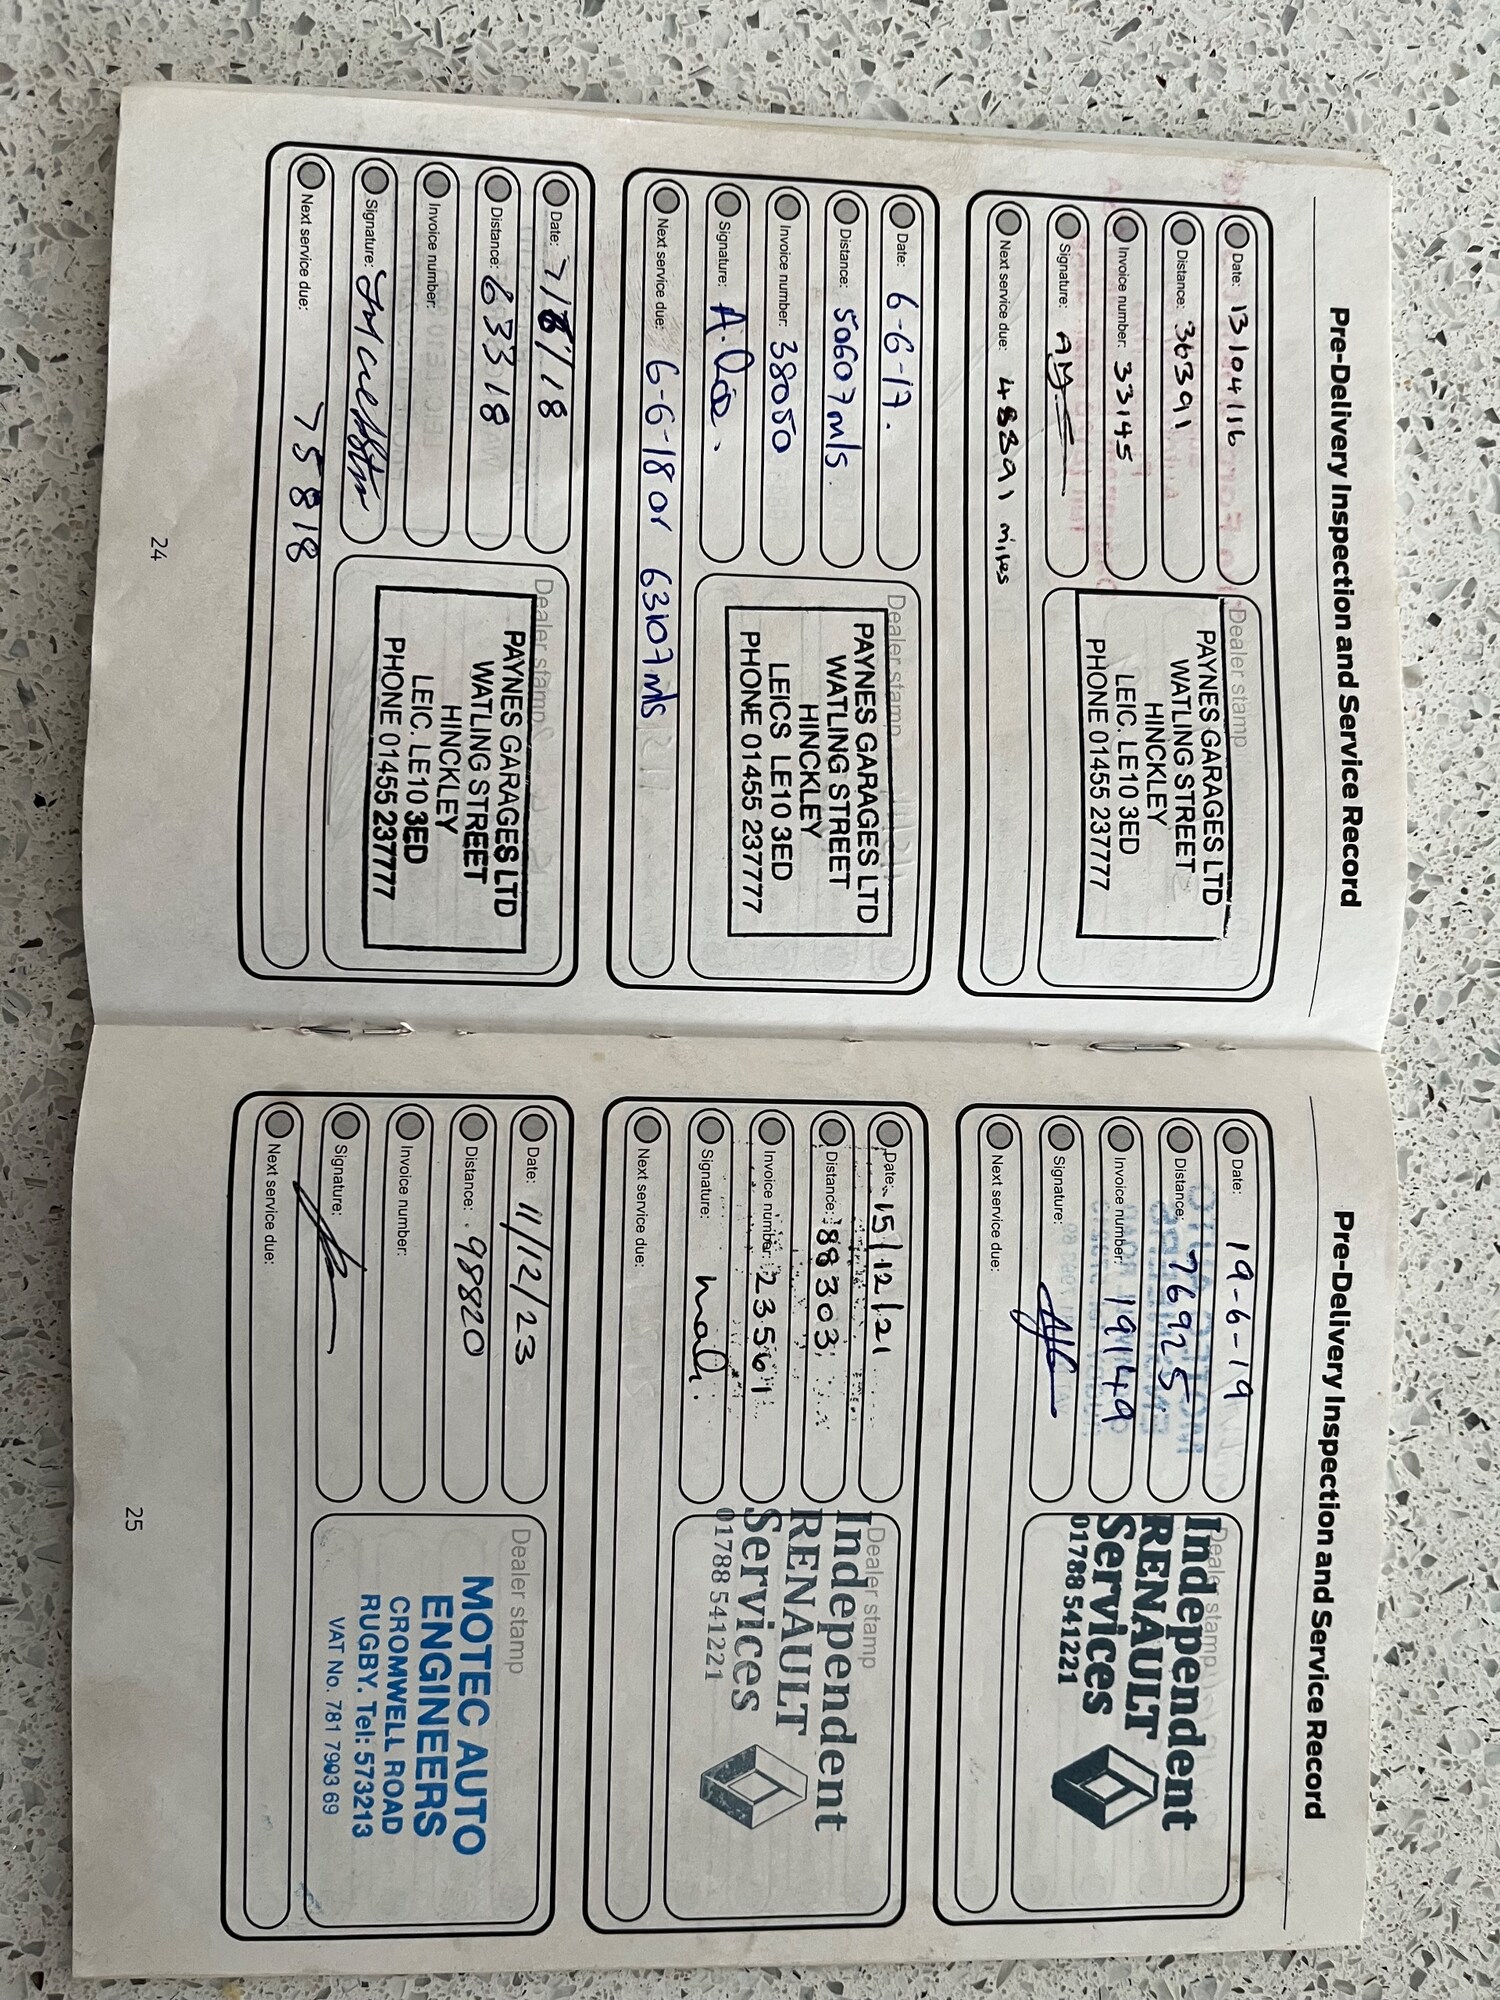 Pre-Delivery Inspection and Service Record
Date: 13/04/16
Distance: 36391
Invoice number: 33145
Signature:
Next service due: 48391 miles
Dealer stamp
PAYNES GARAGES LTD
WATLING STREET
HINCKLEY
LEIC. LE10 3ED
PHONE 01455 237777
Date: 6-6-17.
Distance: 50607 mls
Invoice number: 38050
Signature: A.
Next service due: 6-6-18 or 63107 mls
Dealer stamp
PAYNES GARAGES LTD
WATLING STREET
HINCKLEY
LEICS LE10 3ED
PHONE 01455 237777
Date: 7/8/18
Distance: 63318
Invoice number:
Signature:
Next service due: 75818
Dealer stamp
PAYNES GARAGES LTD
WATLING STREET
HINCKLEY
LEIC. LE10 3ED
PHONE 01455 237777
24
Pre-Delivery Inspection and Service Record
Date: 19-6-19
Distance: 76925
Invoice number: 19149
Signature:
Next service due:
Dealer stamp
Independent
RENAULT
Services
01788 541221
Date: 15/12/21
Distance: 88303
Invoice number: 23561
Signature:
Next service due:
Dealer stamp
Independent
RENAULT
Services
01788 541221
Date: 11/12/23
Distance: 98820
Invoice number:
Signature:
Next service due:
Dealer stamp
MOTEC AUTO
ENGINEERS
CROMWELL ROAD
RUGBY. Tel: 573213
VAT No. 781 7993 69
25